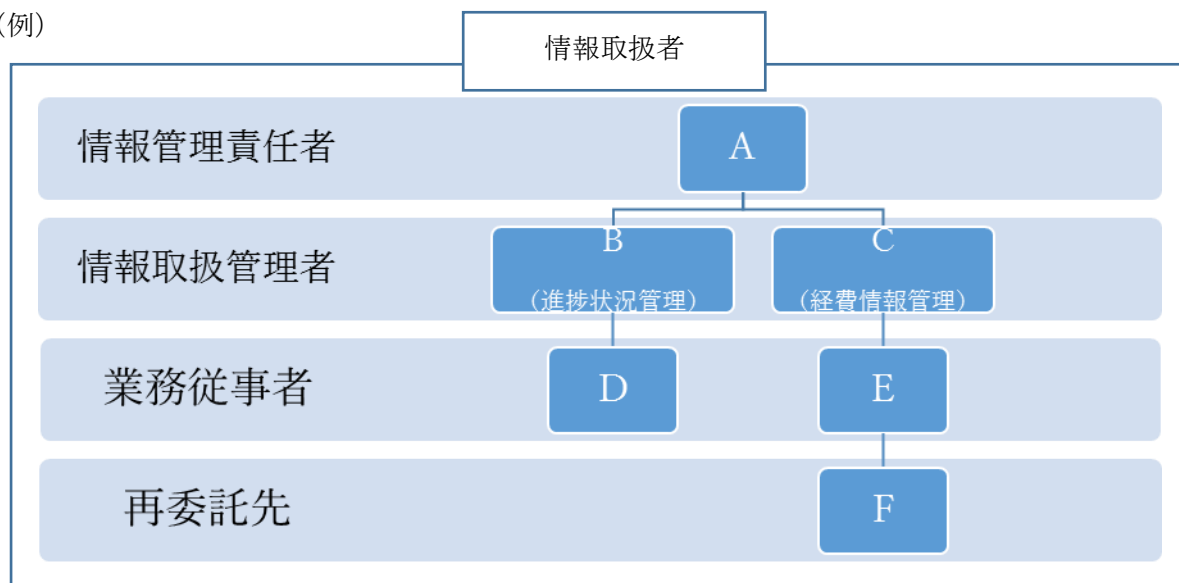 （例）
情報取扱者
情報管理責任者
A
情報取扱管理者
B
（進捗状況管理）
C
（経費情報管理）
業務従事者
D
E
再委託先
F